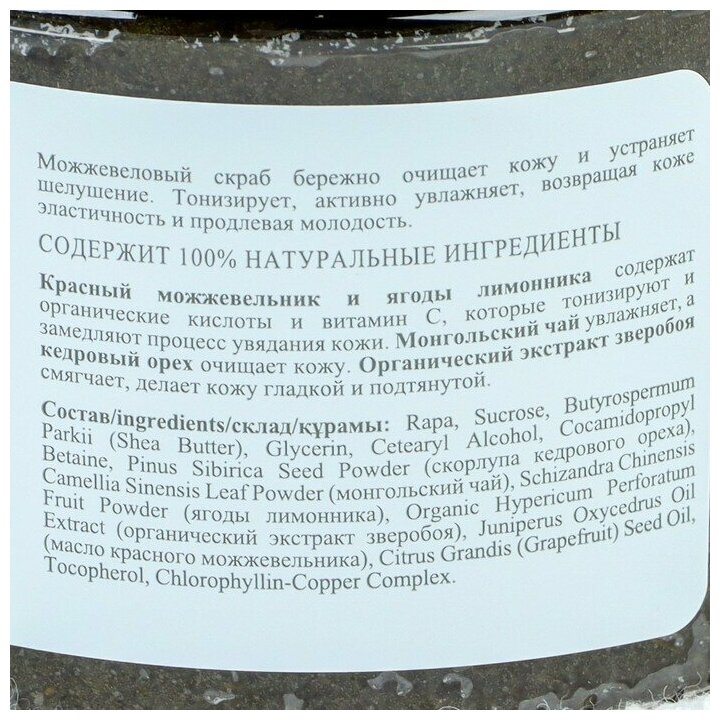 Можжевеловый скраб бережно очищает кожу и устраняет
шелушение. Тонизирует, активно увлажняет, возвращая коже
эластичность и продлевая молодость.
СОДЕРЖИТ 100% НАТУРАЛЬНЫЕ ИНГРЕДИЕНТЫ
Красный можжевельник и ягоды лимонника содержат
органические кислоты и витамин С, которые тонизируют и
замедляют процесс увядания кожи. Монгольский чай увлажняет, а
кедровый орех очищает кожу. Органический экстракт зверобоя
смягчает, делает кожу гладкой и подтянутой.
Состав/ingredients/склад/құрамы: Rapa, Sucrose, Butyrospermum
Parkii (Shea Butter), Glycerin, Cetearyl Alcohol, Cocamidopropyl
Betaine, Pinus Sibirica Seed Powder (скорлупа кедрового ореха),
Camellia Sinensis Leaf Powder (монгольский чай), Schizandra Chinensis
Fruit Powder (ягоды лимонника), Organic Hypericum Perforatum
Extract (органический экстракт зверобоя), Juniperus Oxycedrus Oil
(масло красного можжевельника), Citrus Grandis (Grapefruit) Seed Oil,
Tocopherol, Chlorophyllin-Copper Complex.